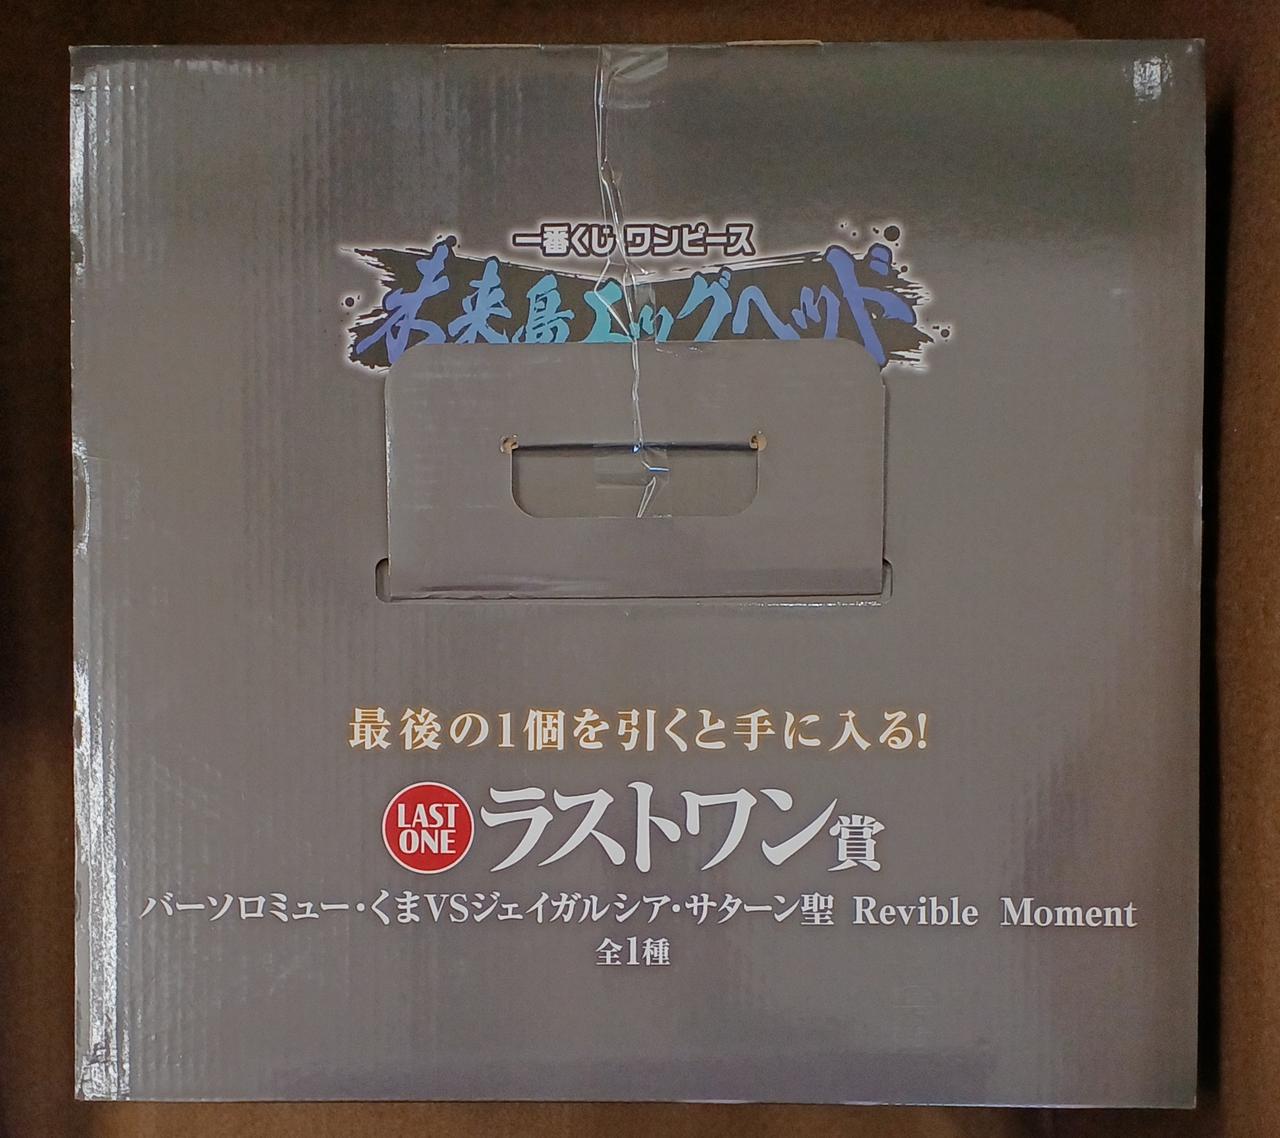 一番くじ ワンピース
未来島エッグヘッド
最後の1個を引くと手に入る!
LAST
ONE
ラストワン賞
バーソロミュー・くまVSジェイガルシア・サターン聖 Revible Moment
全1種